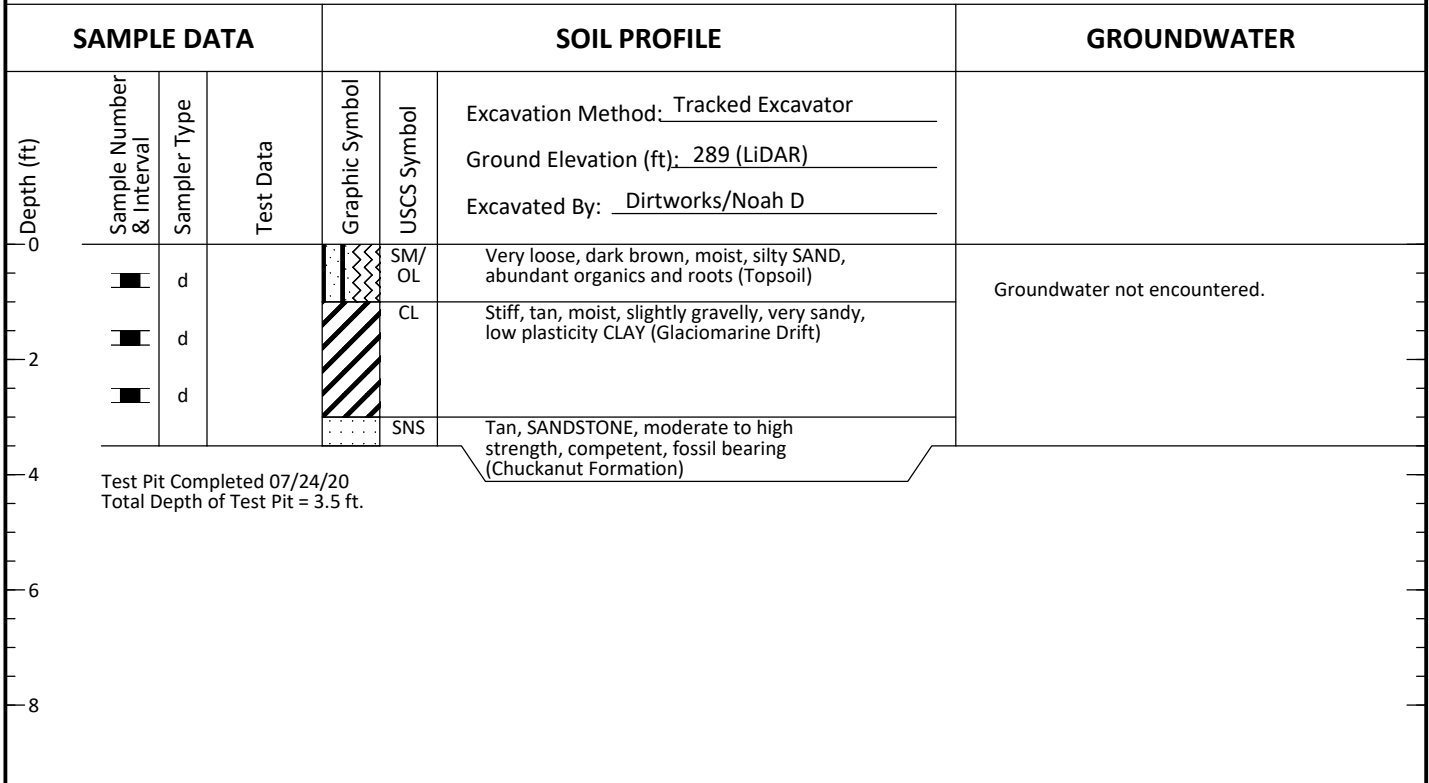 SAMPLE DATA
SOIL PROFILE
GROUNDWATER
Depth (ft)
Sample Number
& Interval
Sampler Type
Test Data
Graphic Symbol
USCS Symbol
Excavation Method: Tracked Excavator
Ground Elevation (ft): 289 (LiDAR)
Excavated By: Dirtworks/Noah D
0
2
4
6
8
d
d
d
SM/
OL
Very loose, dark brown, moist, silty SAND,
abundant organics and roots (Topsoil)
CL
Stiff, tan, moist, slightly gravelly, very sandy,
low plasticity CLAY (Glaciomarine Drift)
SNS
Tan, SANDSTONE, moderate to high
strength, competent, fossil bearing
(Chuckanut Formation)
Groundwater not encountered.
Test Pit Completed 07/24/20
Total Depth of Test Pit = 3.5 ft.